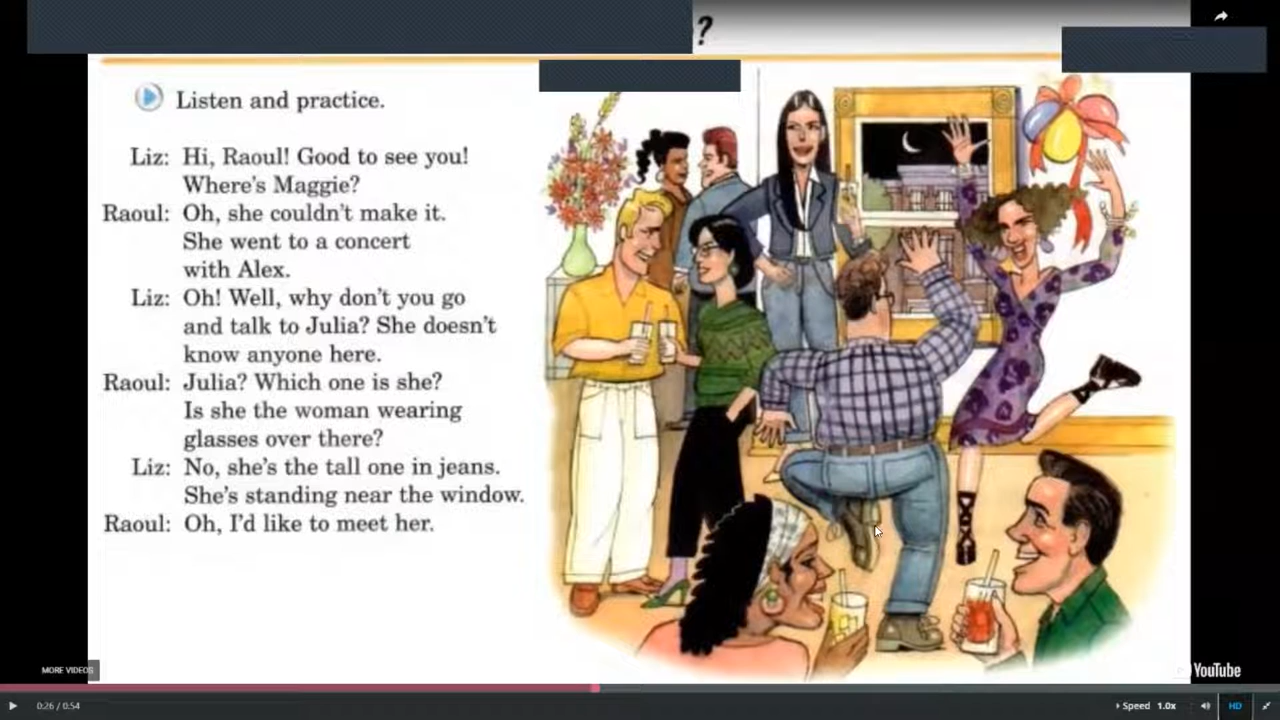 ?
Listen and practice.
Liz: Hi, Raoul! Good to see you!
Where's Maggie?
Raoul: Oh, she couldn't make it.
She went to a concert
with Alex.
Liz: Oh! Well, why don't you go
and talk to Julia? She doesn't
know anyone here.
Raoul: Julia? Which one is she?
Is she the woman wearing
glasses over there?
Liz: No, she's the tall one in jeans.
She's standing near the window.
Raoul: Oh, I'd like to meet her.
MORE VIDEOS
YouTube
0:26 / 0:54
Speed 1.0x
HD